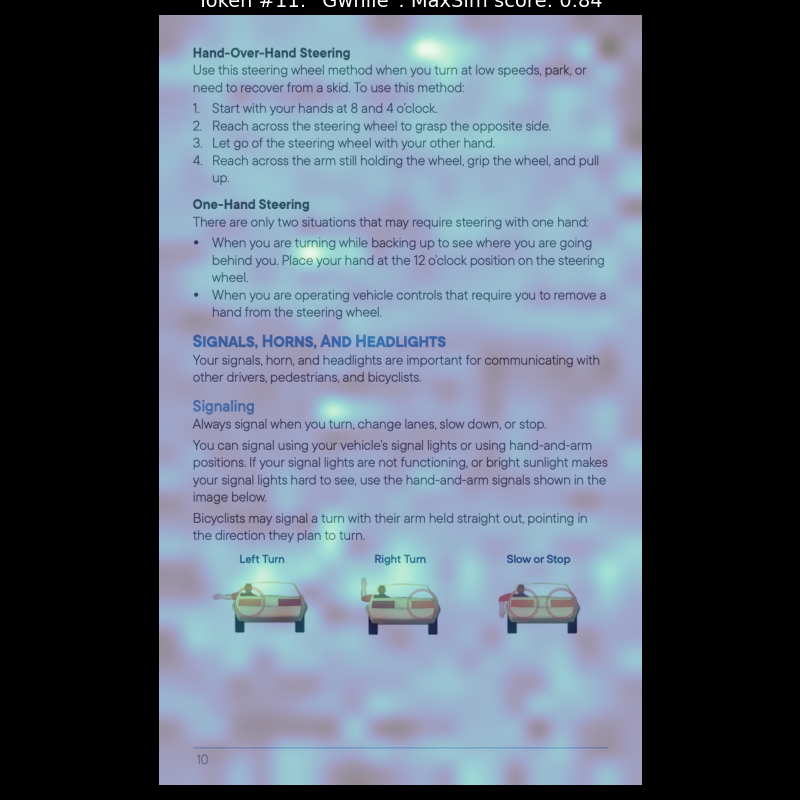 Token #11: "Gwhile". MaxSim score: 0.84
Hand-Over-Hand Steering
Use this steering wheel method when you turn at low speeds, park, or
need to recover from a skid. To use this method:
1. Start with your hands at 8 and 4 o'clock.
2. Reach across the steering wheel to grasp the opposite side.
3. Let go of the steering wheel with your other hand.
4. Reach across the arm still holding the wheel, grip the wheel, and pull
up.
One-Hand Steering
There are only two situations that may require steering with one hand:
• When you are turning while backing up to see where you are going
behind you. Place your hand at the 12 o'clock position on the steering
wheel.
• When you are operating vehicle controls that require you to remove a
hand from the steering wheel.
SIGNALS, HORNS, AND HEADLIGHTS
Your signals, horn, and headlights are important for communicating with
other drivers, pedestrians, and bicyclists.
Signaling
Always signal when you turn, change lanes, slow down, or stop.
You can signal using your vehicle's signal lights or using hand-and-arm
positions. If your signal lights are not functioning, or bright sunlight makes
your signal lights hard to see, use the hand-and-arm signals shown in the
image below.
Bicyclists may signal a turn with their arm held straight out, pointing in
the direction they plan to turn.
Left Turn Right Turn Slow or Stop
10